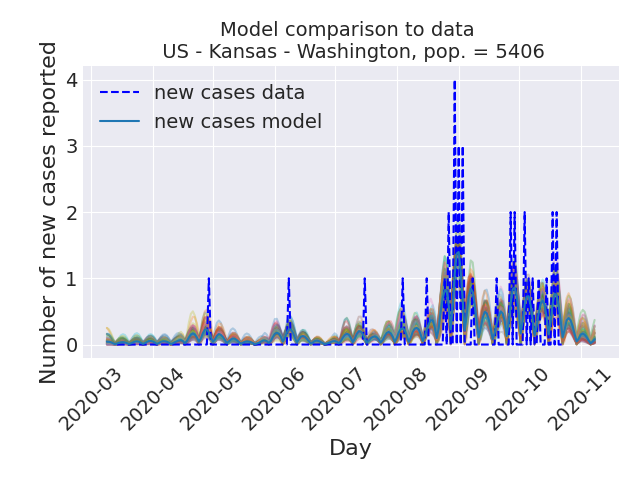 Model comparison to data
US - Kansas - Washington, pop. = 5406
Number of new cases reported
4
3
2
1
0
new cases data
new cases model
2020-03
2020-04
2020-05
2020-06
2020-07
2020-08
2020-09
2020-10
2020-11
Day